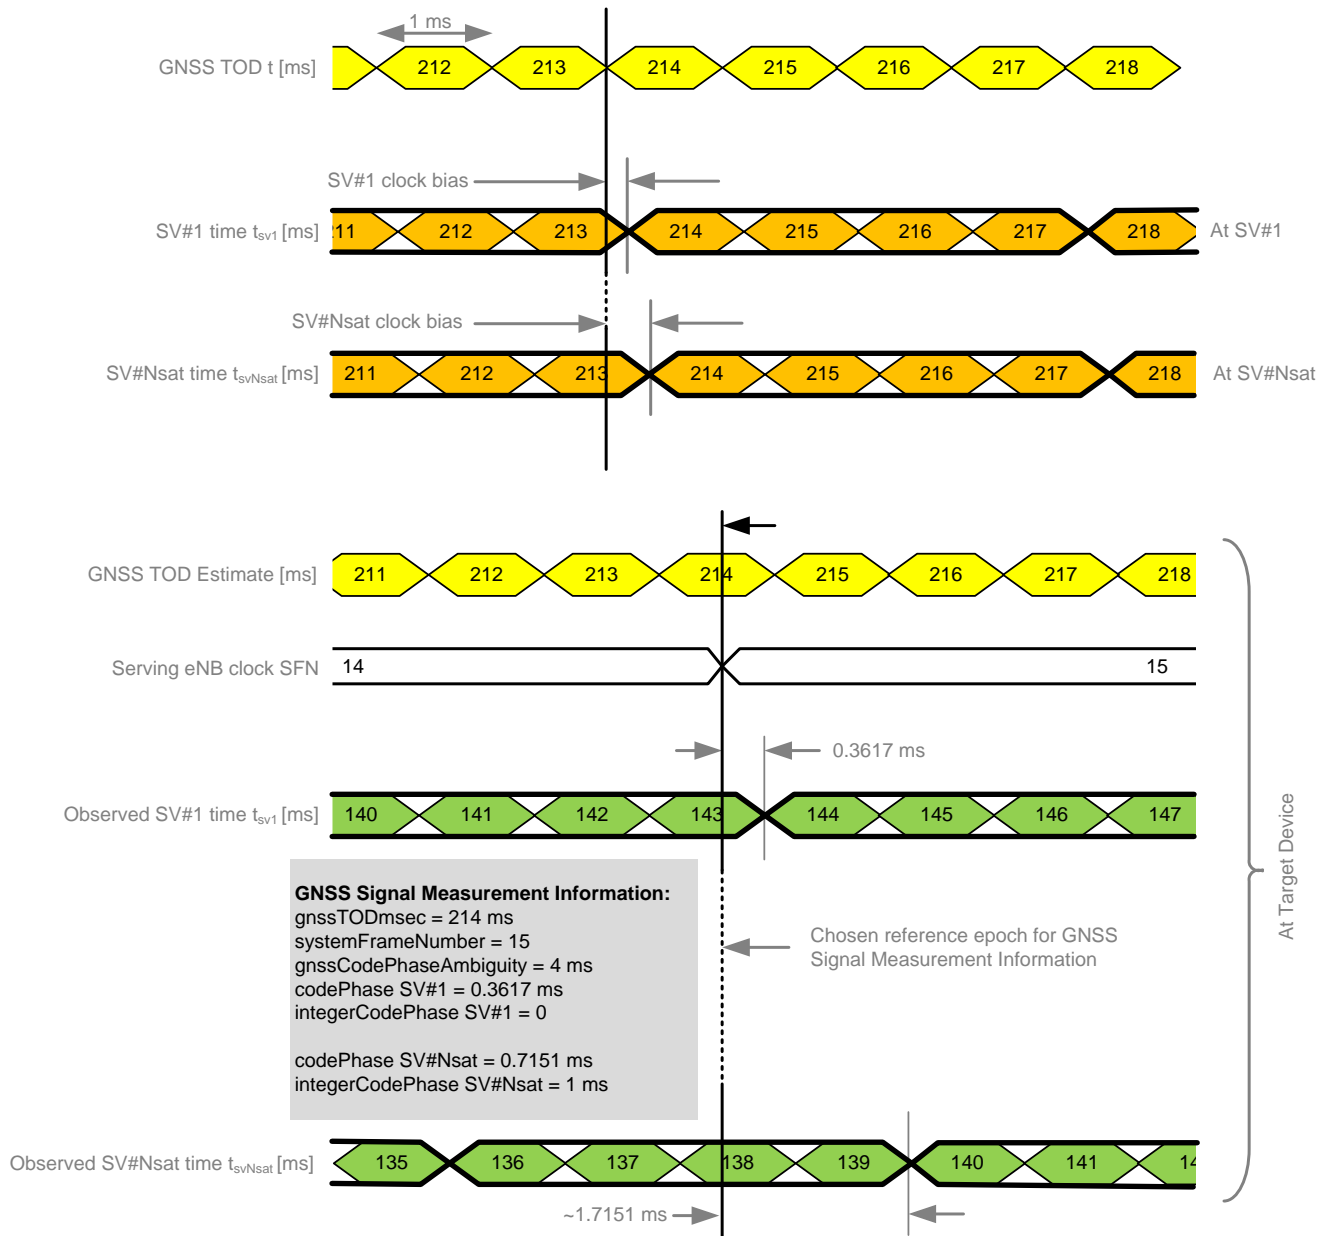 1 ms
GNSS TOD t [ms] 212 213 214 215 216 217 218
SV#1 clock bias
SV#1 time tsv1 [ms] 211 212 213 214 215 216 217 218 At SV#1
SV#Nsat clock bias
SV#Nsat time tsvNsat [ms] 211 212 213 214 215 216 217 218 At SV#Nsat
GNSS TOD Estimate [ms] 211 212 213 214 215 216 217 218
Serving eNB clock SFN 14 15
0.3617 ms
Observed SV#1 time tsv1 [ms] 140 141 142 143 144 145 146 147
At Target Device
GNSS Signal Measurement Information:
gnssTODmsec = 214 ms
systemFrameNumber = 15
gnssCodePhaseAmbiguity = 4 ms
codePhase SV#1 = 0.3617 ms
integerCodePhase SV#1 = 0
codePhase SV#Nsat = 0.7151 ms
integerCodePhase SV#Nsat = 1 ms
Chosen reference epoch for GNSS
Signal Measurement Information
Observed SV#Nsat time tsvNsat [ms] 135 136 137 138 139 140 141 14
~1.7151 ms